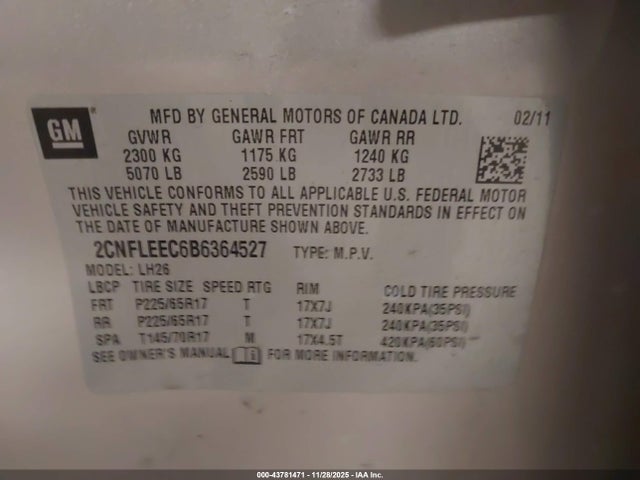 GM
MFD BY GENERAL MOTORS OF CANADA LTD. 02/11
GVWR GAWR FRT GAWR RR
2300 KG 1175 KG 1240 KG
5070 LB 2590 LB 2733 LB
THIS VEHICLE CONFORMS TO ALL APPLICABLE U.S. FEDERAL MOTOR
VEHICLE SAFETY AND THEFT PREVENTION STANDARDS IN EFFECT ON
THE DATE OF MANUFACTURE SHOWN ABOVE.
2CNFLEEC6B6364527 TYPE: M.P.V.
MODEL: LH26
LBCP TIRE SIZE SPEED RTG RIM COLD TIRE PRESSURE
FRT P225/65R17 T 17X7J 240KPA(35PSI)
RR P225/65R17 T 17X7J 240KPA(35PSI)
SPA T145/70R17 M 17X4.5T 420KPA(60PSI)
SEE OWNER'S MANUAL FOR MORE INFORMATION.
000-43781471 - 11/28/2025 - IAA Inc.